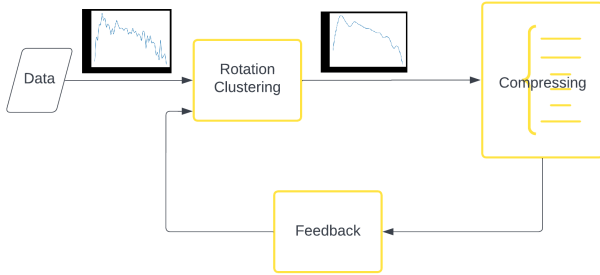 Data
Rotation
Clustering
Compressing
Feedback